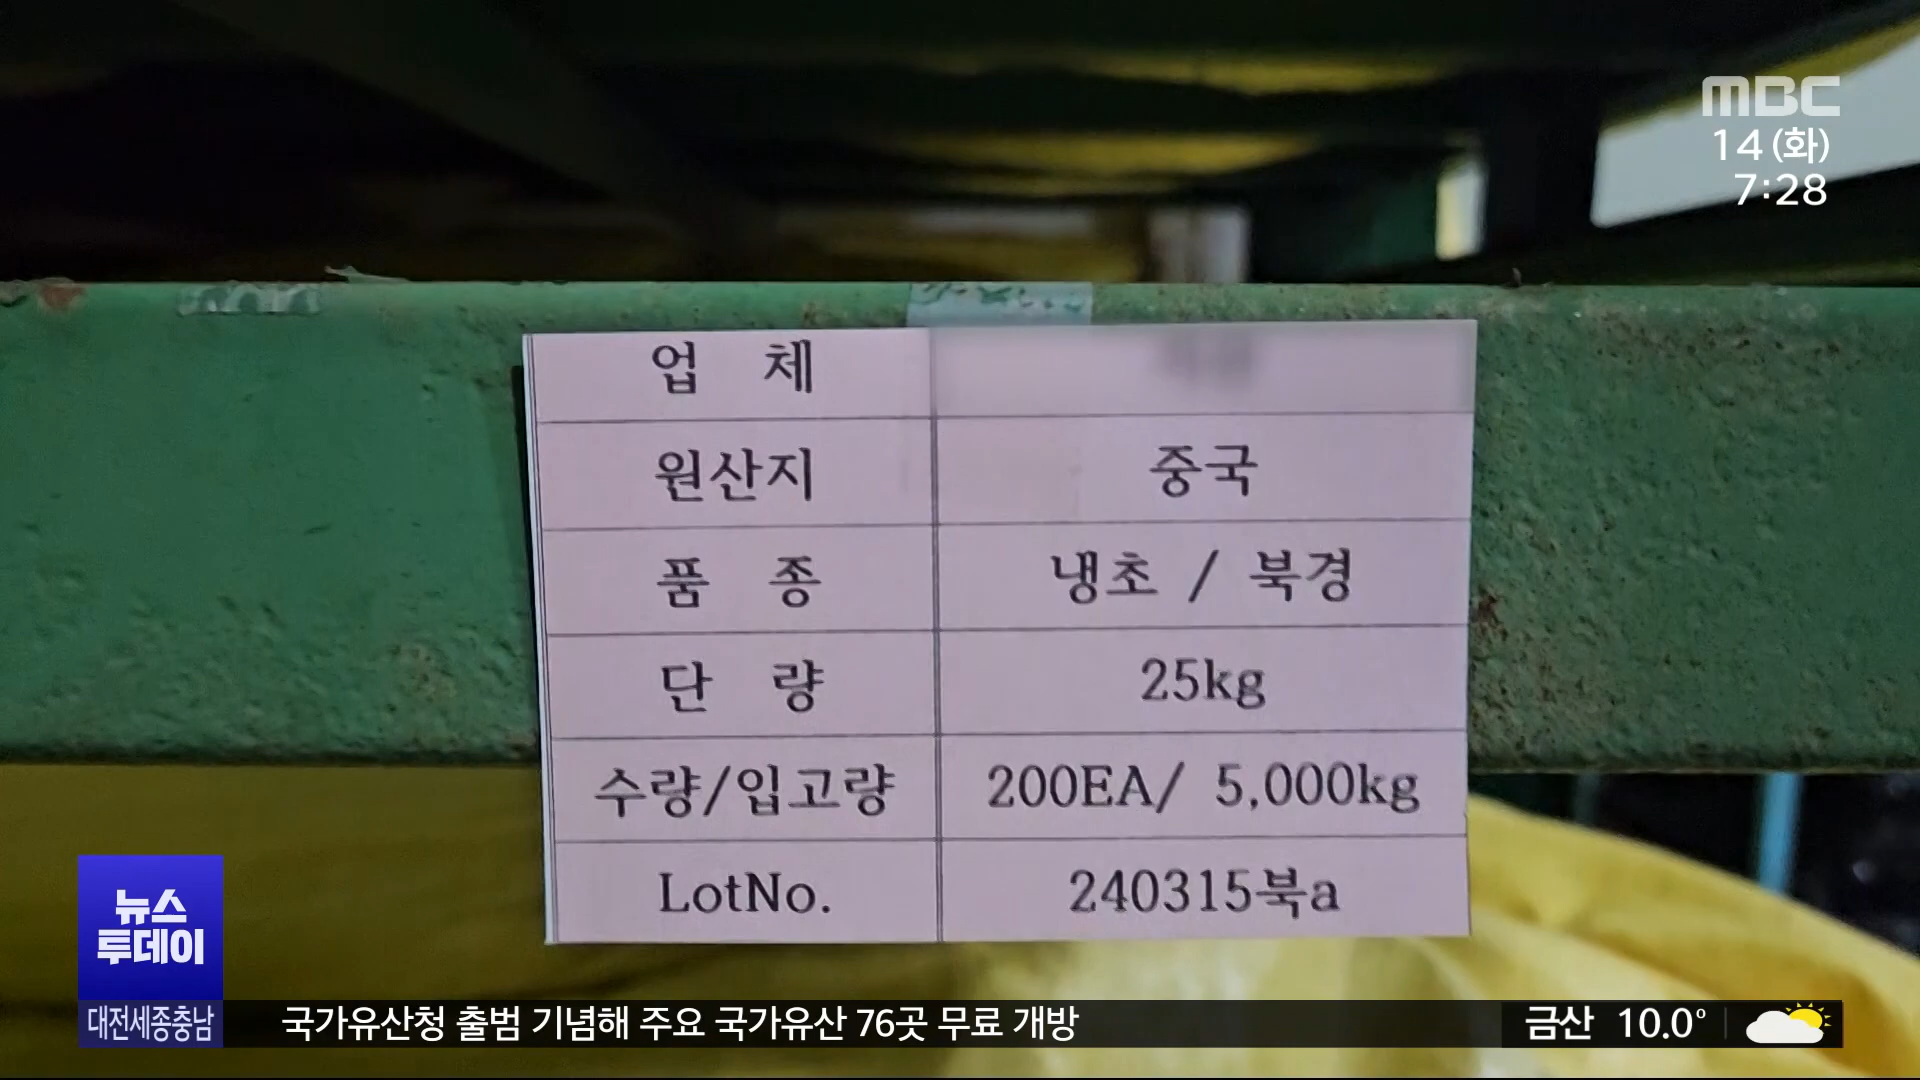 MBC
14(화)
7:28
업 체
원산지 중국
품 종 냉초 / 북경
단 량 25kg
수량/입고량 200EA/ 5,000kg
LotNo. 240315북a
뉴스
투데이
대전세종충남 국가유산청 출범 기념해 주요 국가유산 76곳 무료 개방 금산 10.0°